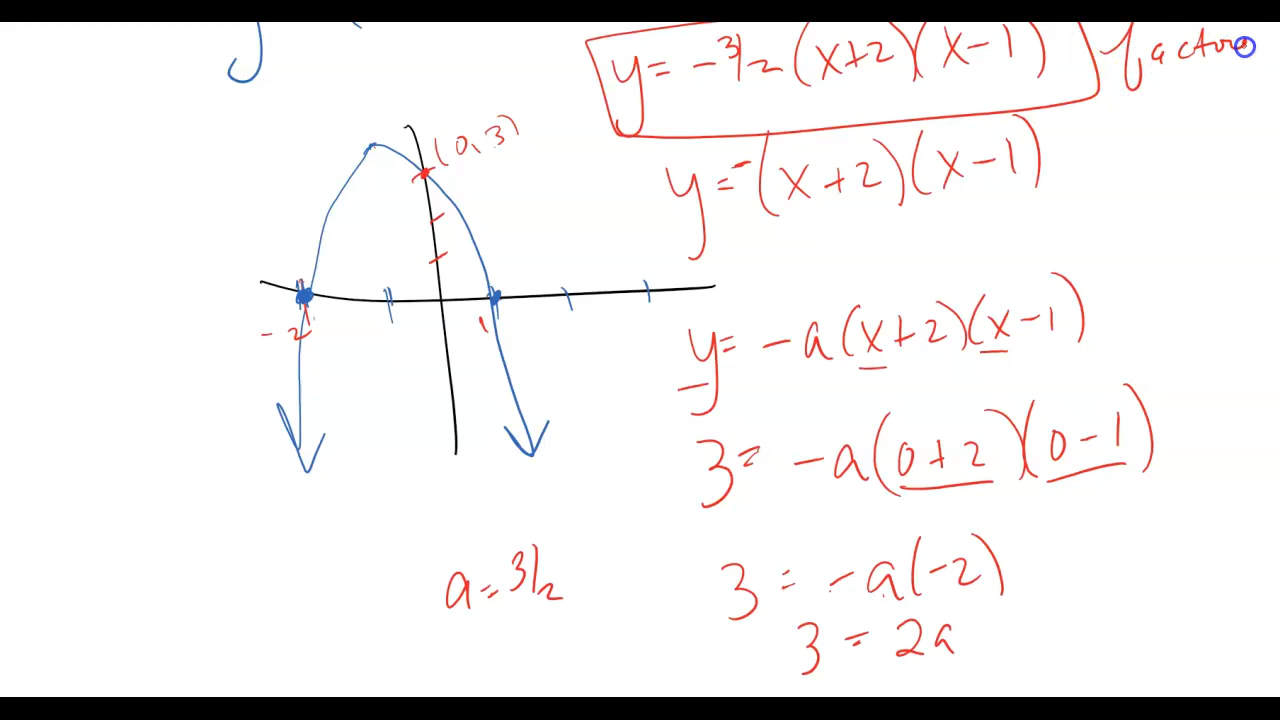 y = -3/2 (x+2)(x-1) factore
(0,3)
y = -(x+2)(x-1)
-2 1
y = -a(x+2)(x-1)
3 = -a(0+2)(0-1)
a = 3/2
3 = -a(-2)
3 = 2a